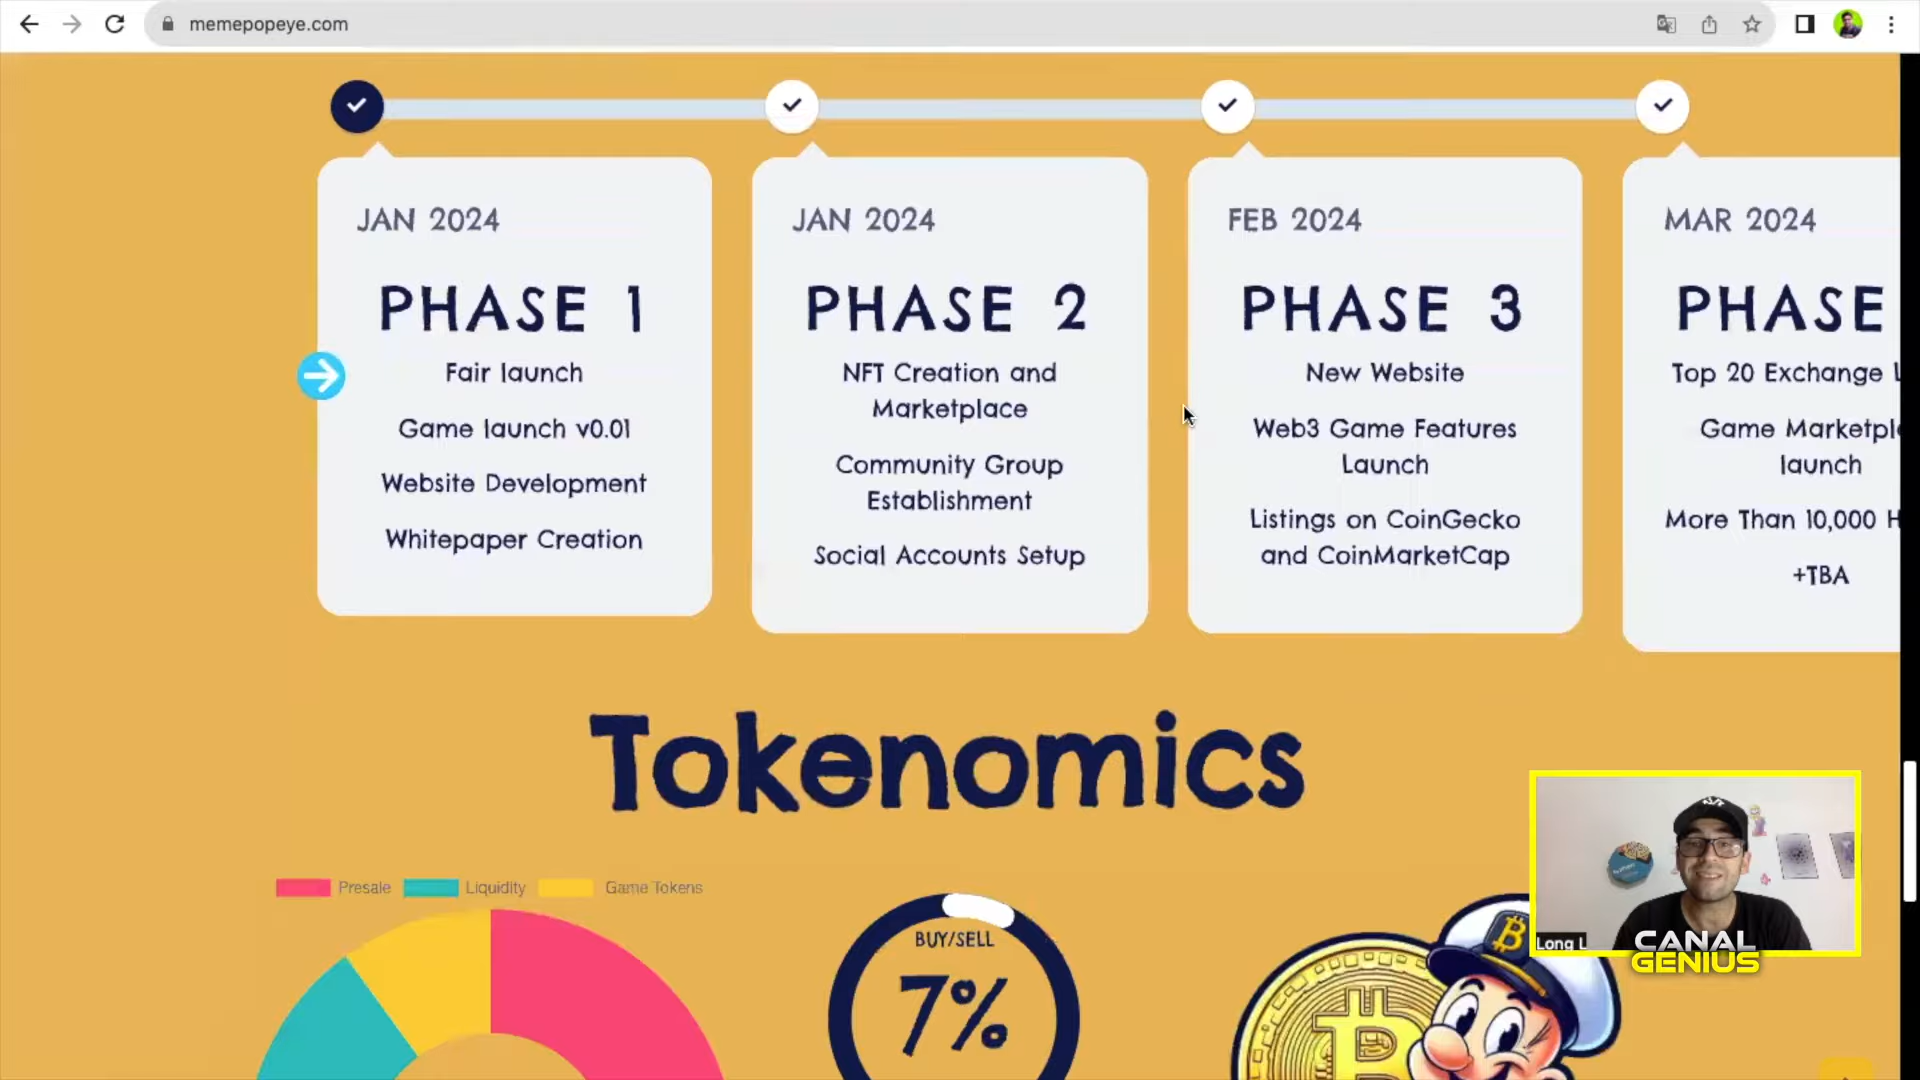 memepopeye.com
JAN 2024
PHASE 1
Fair launch
Game launch v0.01
Website Development
Whitepaper Creation
JAN 2024
PHASE 2
NFT Creation and
Marketplace
Community Group
Establishment
Social Accounts Setup
FEB 2024
PHASE 3
New Website
Web3 Game Features
Launch
Listings on CoinGecko
and CoinMarketCap
MAR 2024
PHASE
Top 20 Exchange L
Game Marketpl
launch
More Than 10,000 H
+TBA
Tokenomics
Presale Liquidity Game Tokens
BUY/SELL
7%
Long L
CANAL
GENIUS